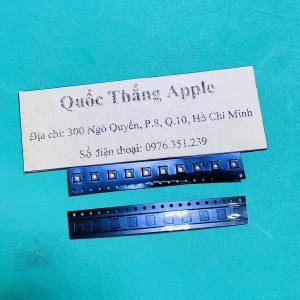 Quốc Thắng Apple
Địa chỉ: 300 Ngô Quyền, P.8, Q.10, Hồ Chí Minh
Số điện thoại: 0976.351.239